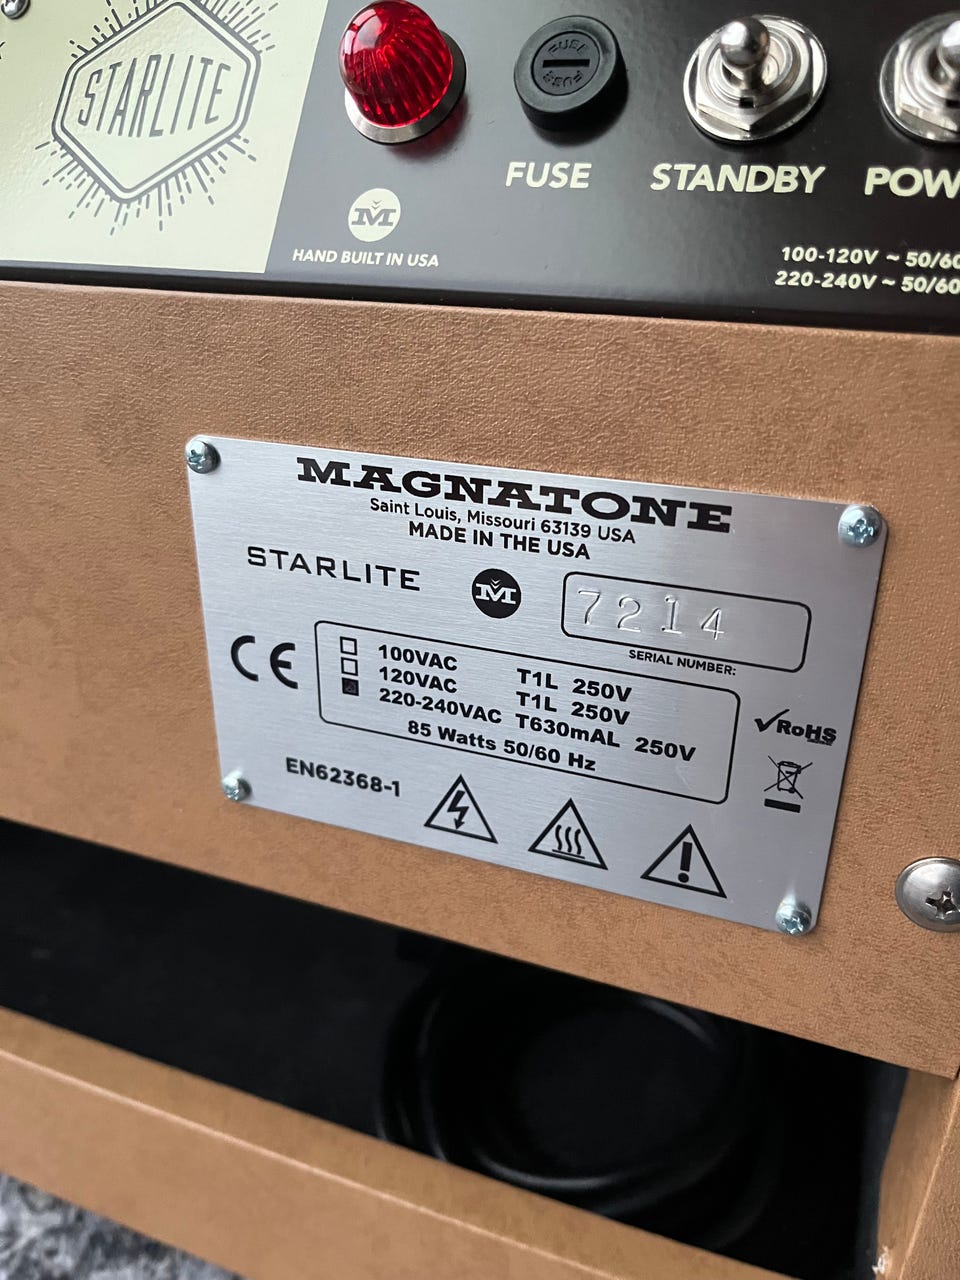 STARLITE
FUSE
FUSE
FUSE
STANDBY
POW
M
HAND BUILT IN USA
100-120V ~ 50/60
220-240V ~ 50/60
MAGNATONE
Saint Louis, Missouri 63139 USA
MADE IN THE USA
STARLITE
M
7214
SERIAL NUMBER:
CE
100VAC T1L 250V
120VAC T1L 250V
220-240VAC T630mAL 250V
85 Watts 50/60 Hz
RoHS
EN62368-1